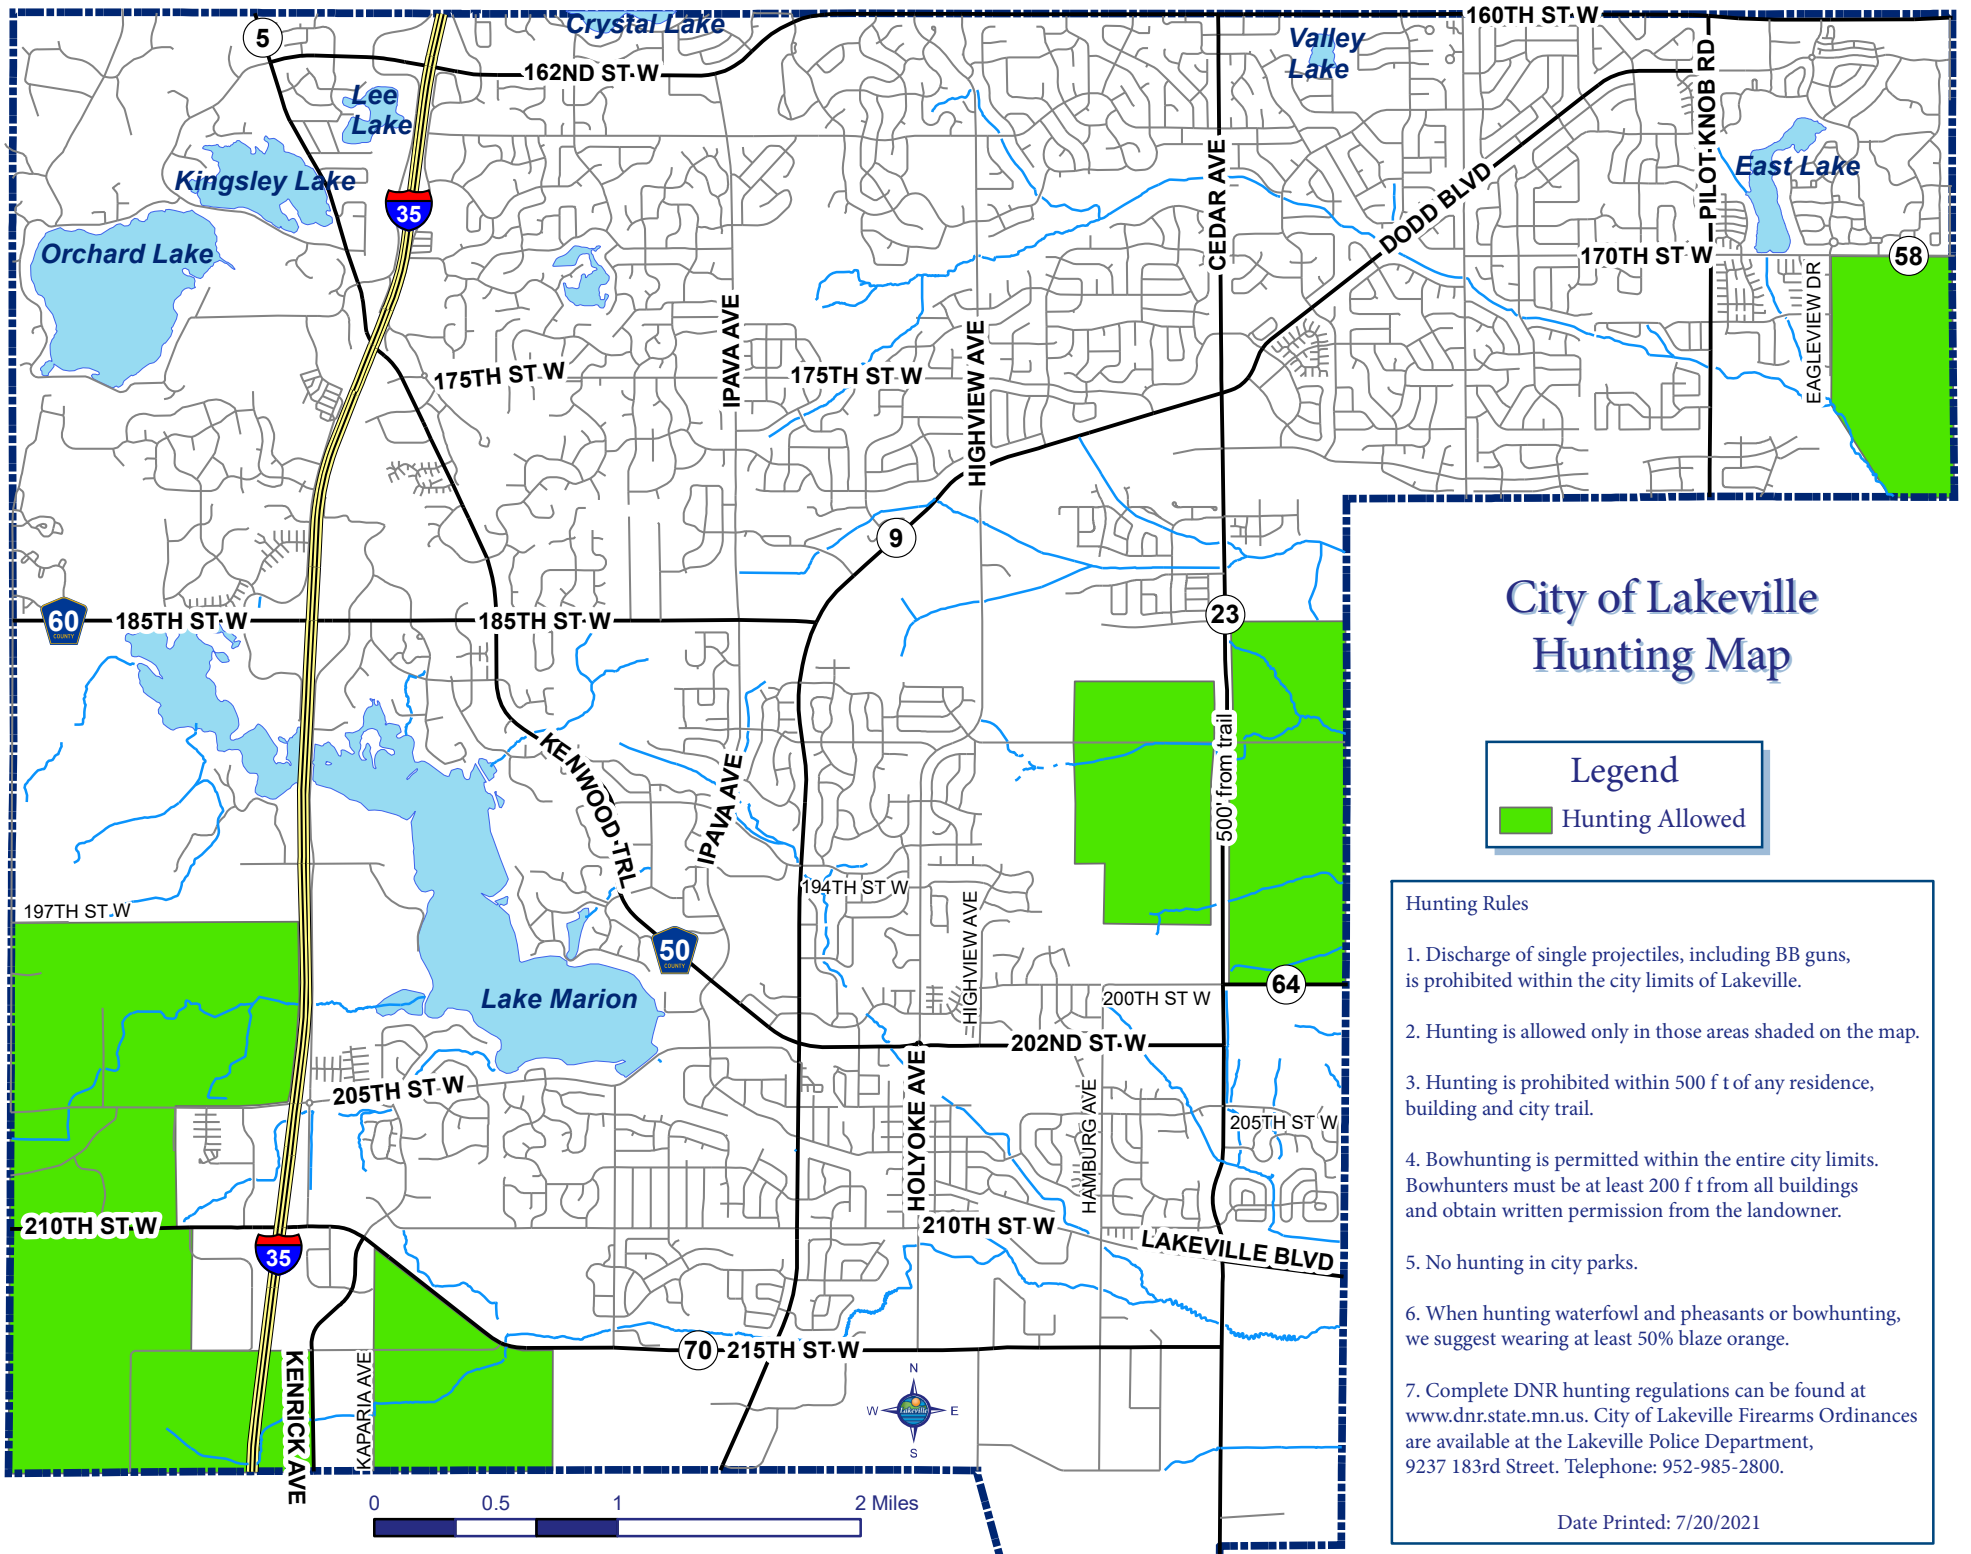 5
Crystal Lake
160TH ST W
162ND ST W
Valley
Lake
Lee
Lake
PILOT KNOB RD
Kingsley Lake
35
CEDAR AVE
DODD BLVD
East Lake
Orchard Lake
170TH ST W
58
EAGLEVIEW DR
IPAVA AVE
HIGHVIEW AVE
175TH ST W
175TH ST W
9
60
COUNTY
185TH ST W
185TH ST W
23
City of Lakeville
Hunting Map
500' from trail
KENWOOD TRL
IPAVA AVE
Legend
Hunting Allowed
194TH ST W
HIGHVIEW AVE
197TH ST W
50
COUNTY
Lake Marion
200TH ST W
64
202ND ST W
HOLYOKE AVE
205TH ST W
HAMBURG AVE
205TH ST W
210TH ST W
210TH ST W
LAKEVILLE BLVD
35
70
215TH ST W
KENRICK AVE
KAPARIA AVE
N
W
Lakeville
E
S
0
0.5
1
2 Miles
Hunting Rules
1. Discharge of single projectiles, including BB guns,
is prohibited within the city limits of Lakeville.
2. Hunting is allowed only in those areas shaded on the map.
3. Hunting is prohibited within 500 f t of any residence,
building and city trail.
4. Bowhunting is permitted within the entire city limits.
Bowhunters must be at least 200 f t from all buildings
and obtain written permission from the landowner.
5. No hunting in city parks.
6. When hunting waterfowl and pheasants or bowhunting,
we suggest wearing at least 50% blaze orange.
7. Complete DNR hunting regulations can be found at
www.dnr.state.mn.us. City of Lakeville Firearms Ordinances
are available at the Lakeville Police Department,
9237 183rd Street. Telephone: 952-985-2800.
Date Printed: 7/20/2021